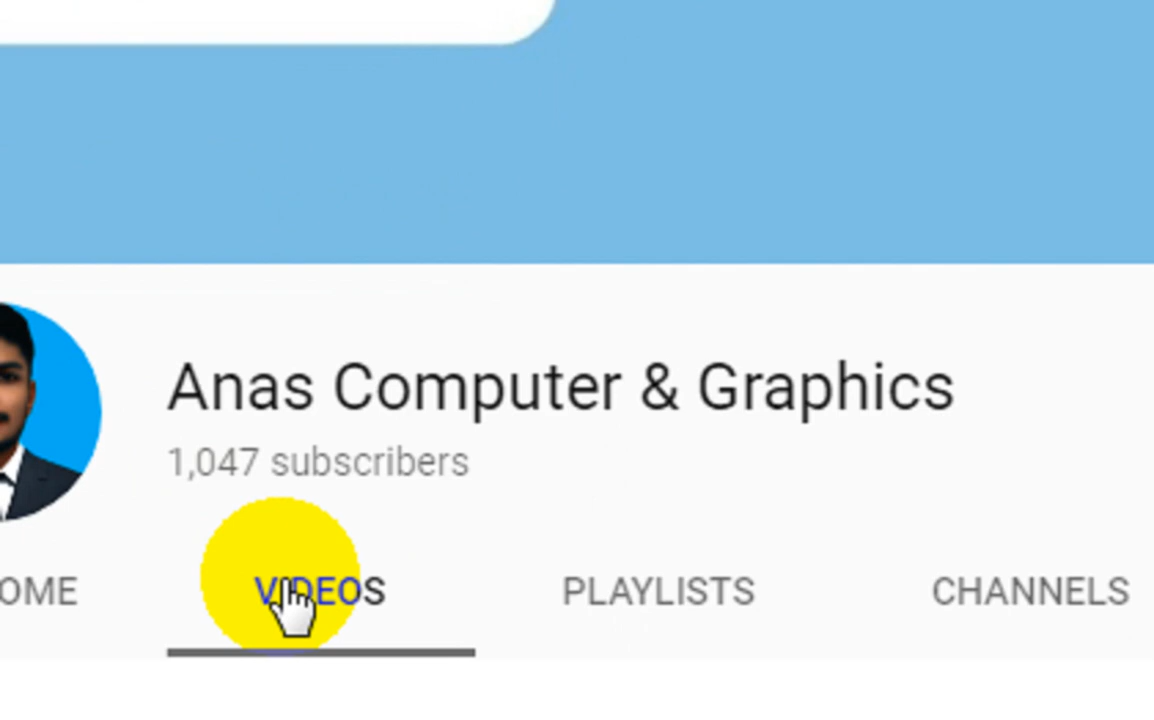 Anas Computer & Graphics
1,047 subscribers
OME VIDEOS PLAYLISTS CHANNELS